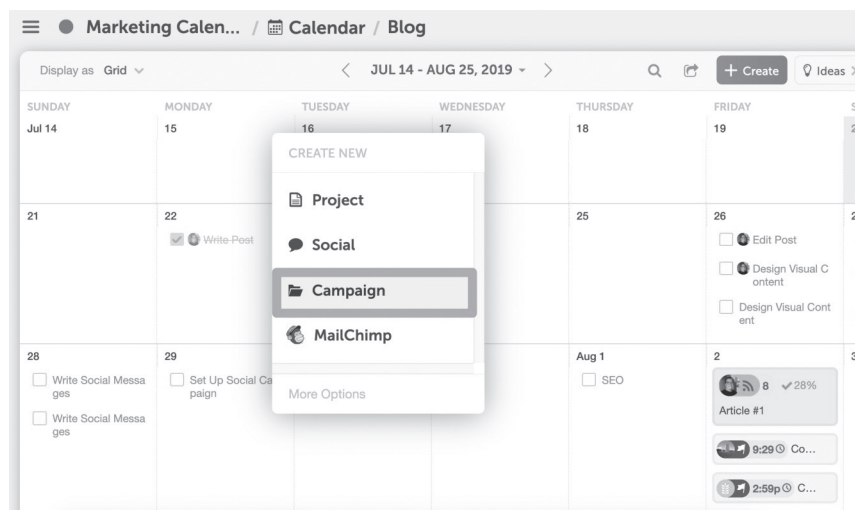 Marketing Calen... / Calendar / Blog
Display as Grid
JUL 14 - AUG 25, 2019
+ Create
Ideas
SUNDAY MONDAY TUESDAY WEDNESDAY THURSDAY FRIDAY
Jul 14 15 16 17 18 19
CREATE NEW
Project
Social
Campaign
MailChimp
More Options
21 22 25 26
Write Post
Edit Post
Design Visual C
ontent
Design Visual Cont
ent
28 29 Aug 1 2
Write Social Messa
ges
Write Social Messa
ges
Set Up Social Ca
paign
SEO
8 28%
Article #1
9:29 Co...
2:59p C...